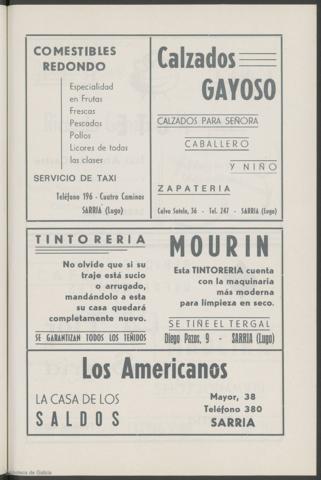 COMESTIBLES
REDONDO
Especialidad
en Frutas
Frescas
Pescados
Pollos
Licores de todas
las clases
SERVICIO DE TAXI
Teléfono 196 - Cuatro Caminos
SARRIA (Lugo)
Calzados
GAYOSO
CALZADOS PARA SEÑORA
CABALLERO
Y NIÑO
ZAPATERIA
Calvo Sotelo, 36 - Tel. 247 - SARRIA (Lugo)
TINTORERIA
No olvide que si su
traje está sucio
o arrugado,
mandándolo a esta
su casa quedará
completamente nuevo.
SE GARANTIZAN TODOS LOS TEÑIDOS
MOURIN
Esta TINTORERIA cuenta
con la maquinaria
más moderna
para limpieza en seco.
SE TIÑE EL TERGAL
Diego Pazos, 9 - SARRIA (Lugo)
Los Americanos
LA CASA DE LOS
SALDOS
Mayor, 38
Teléfono 380
SARRIA
Biblioteca de Galicia